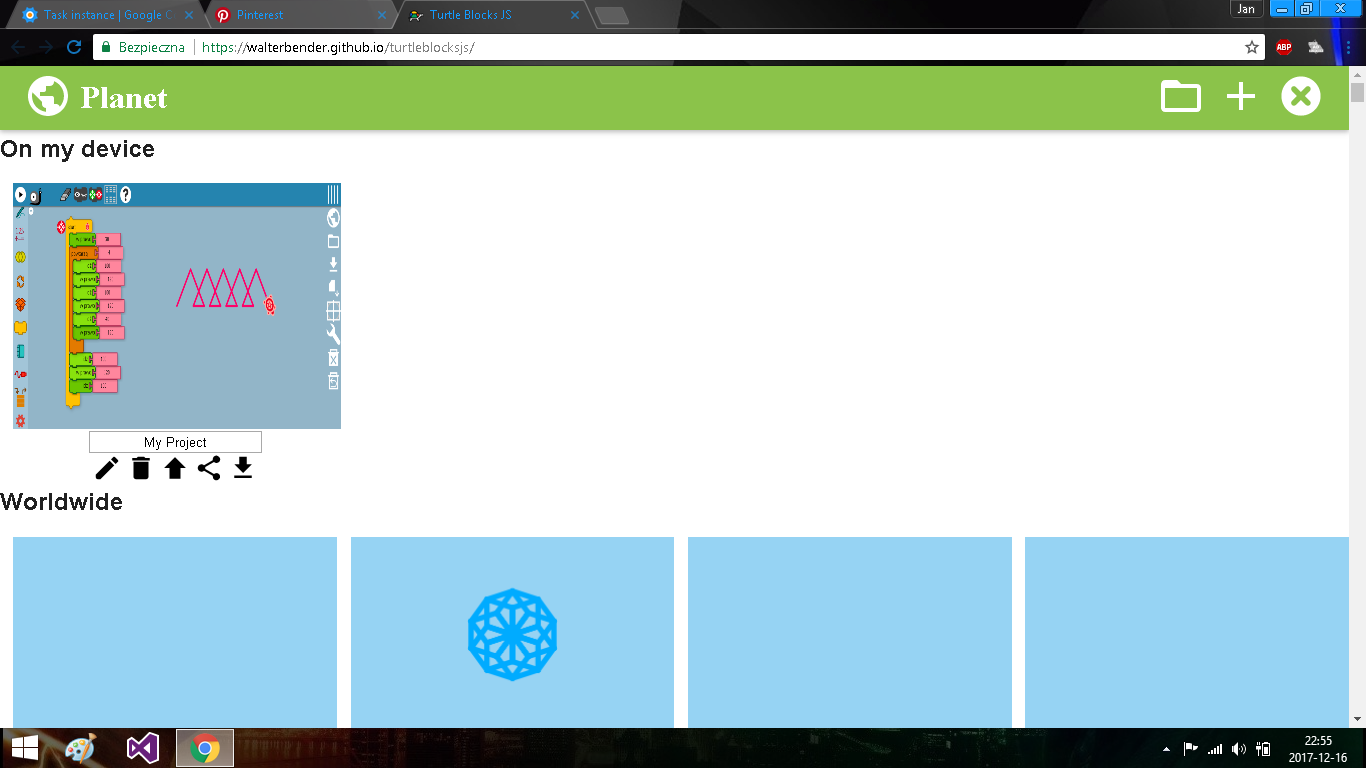 Task instance | Google C
Pinterest
Turtle Blocks JS
Jan
Bezpieczna
https://walterbender.github.io/turtleblocksjs/
ABP
Planet
On my device
My Project
Worldwide
22:55
2017-12-16